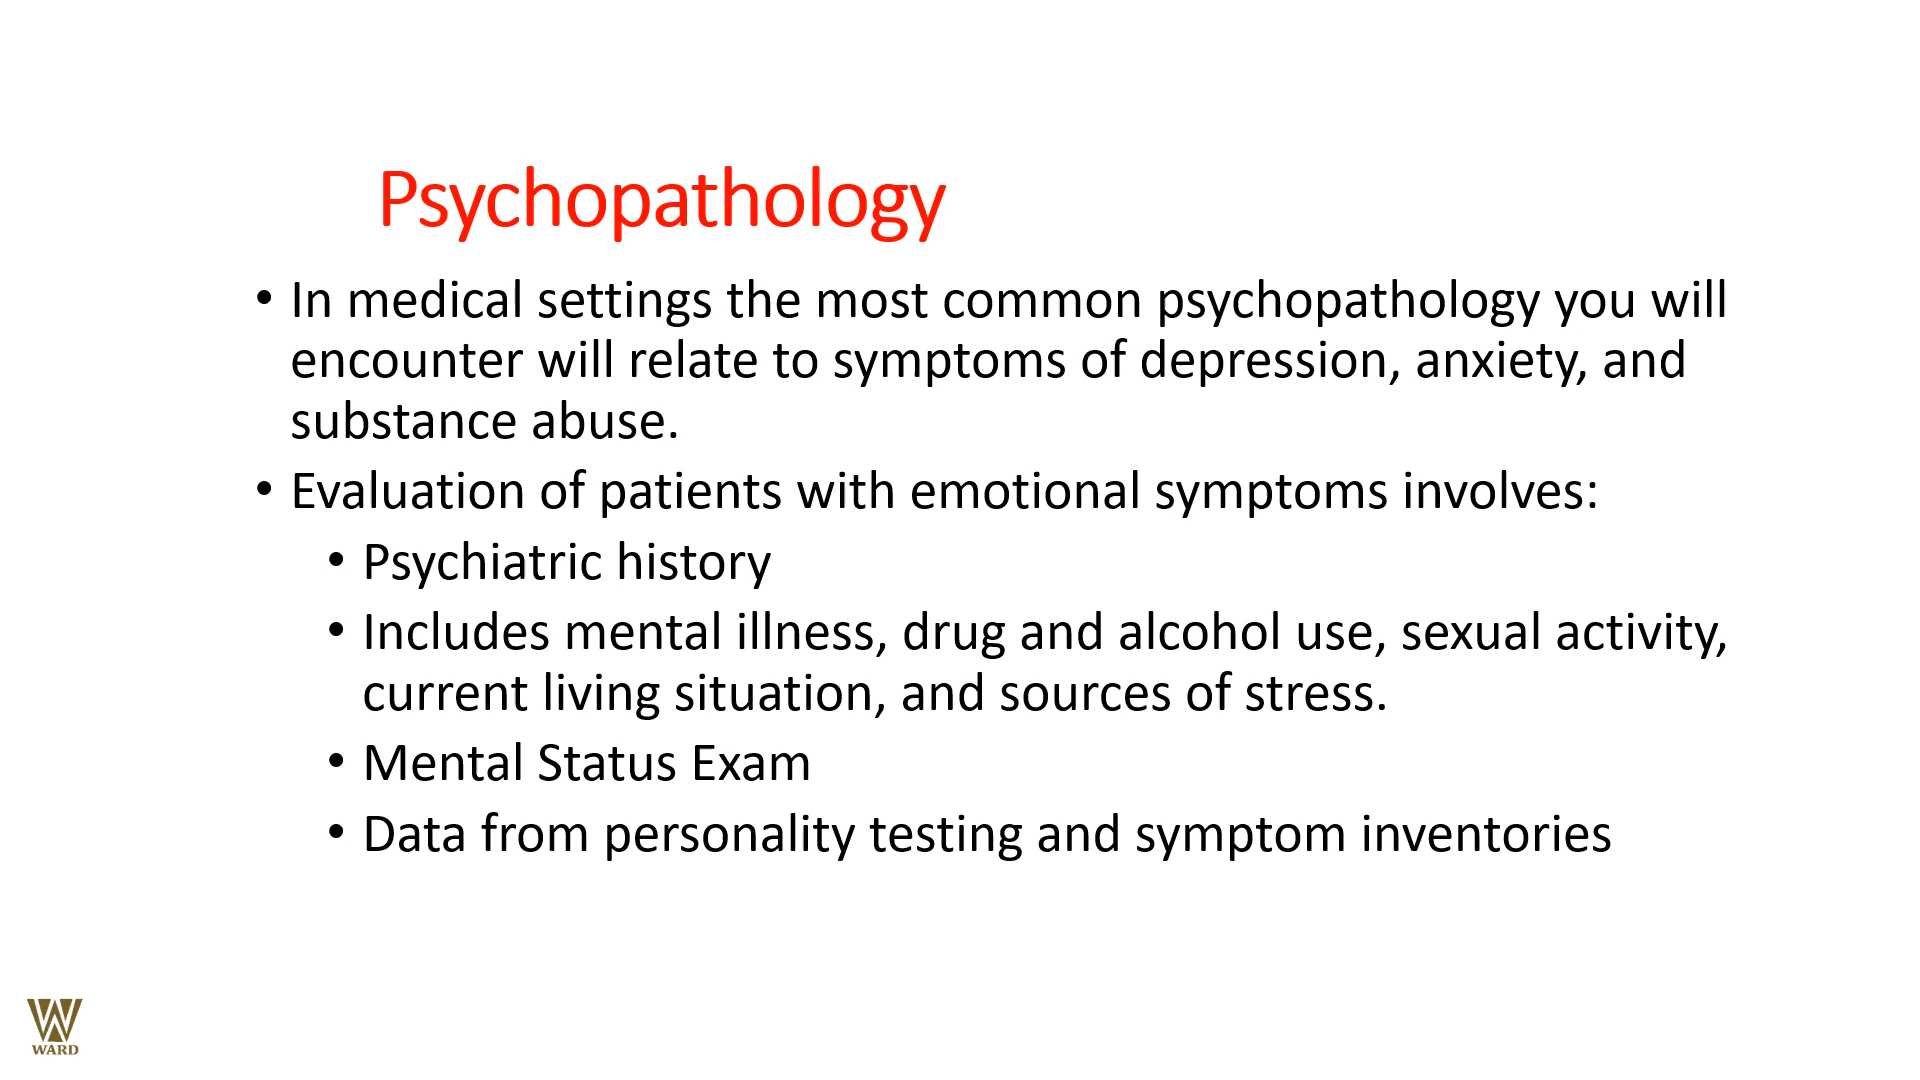 Psychopathology
• In medical settings the most common psychopathology you will
encounter will relate to symptoms of depression, anxiety, and
substance abuse.
• Evaluation of patients with emotional symptoms involves:
• Psychiatric history
• Includes mental illness, drug and alcohol use, sexual activity,
current living situation, and sources of stress.
• Mental Status Exam
• Data from personality testing and symptom inventories
WARD